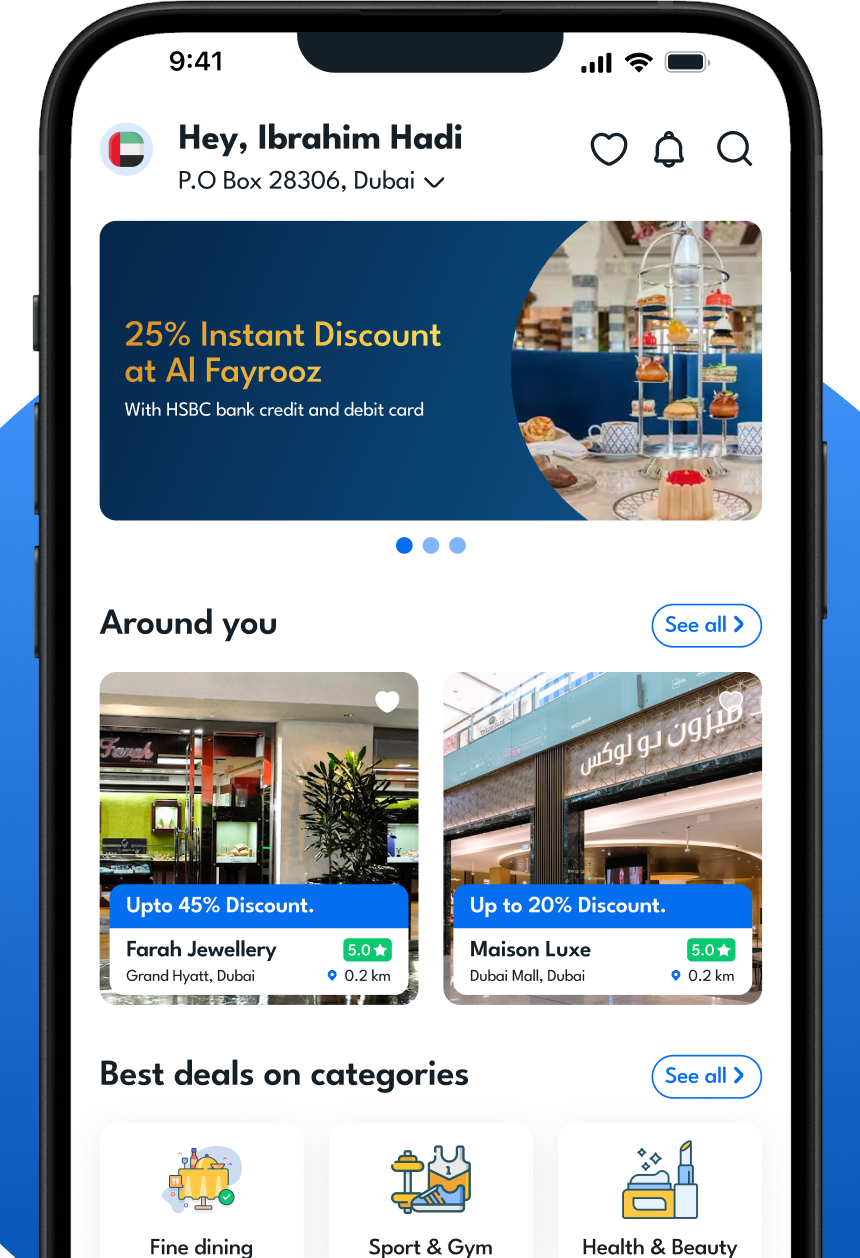 9:41
Hey, Ibrahim Hadi
P.O Box 28306, Dubai
25% Instant Discount
at Al Fayrooz
With HSBC bank credit and debit card
Around you
See all
Farah
ميزون دو لوكس
Upto 45% Discount.
Farah Jewellery 5.0
Grand Hyatt, Dubai 0.2 km
Up to 20% Discount.
Maison Luxe 5.0
Dubai Mall, Dubai 0.2 km
Best deals on categories
See all
1
Fine dining
Sport & Gym
Health & Beauty